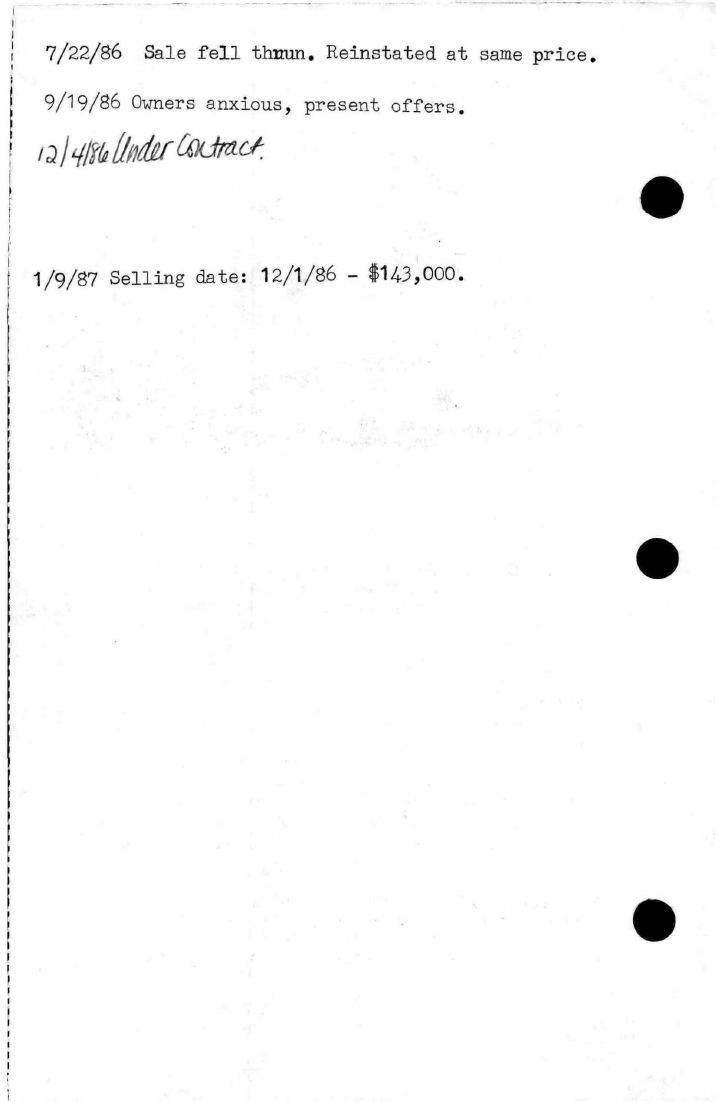 7/22/86 Sale fell thruun. Reinstated at same price.
9/19/86 Owners anxious, present offers.
12/4/86 Under Contract.
1/9/87 Selling date: 12/1/86 - $143,000.